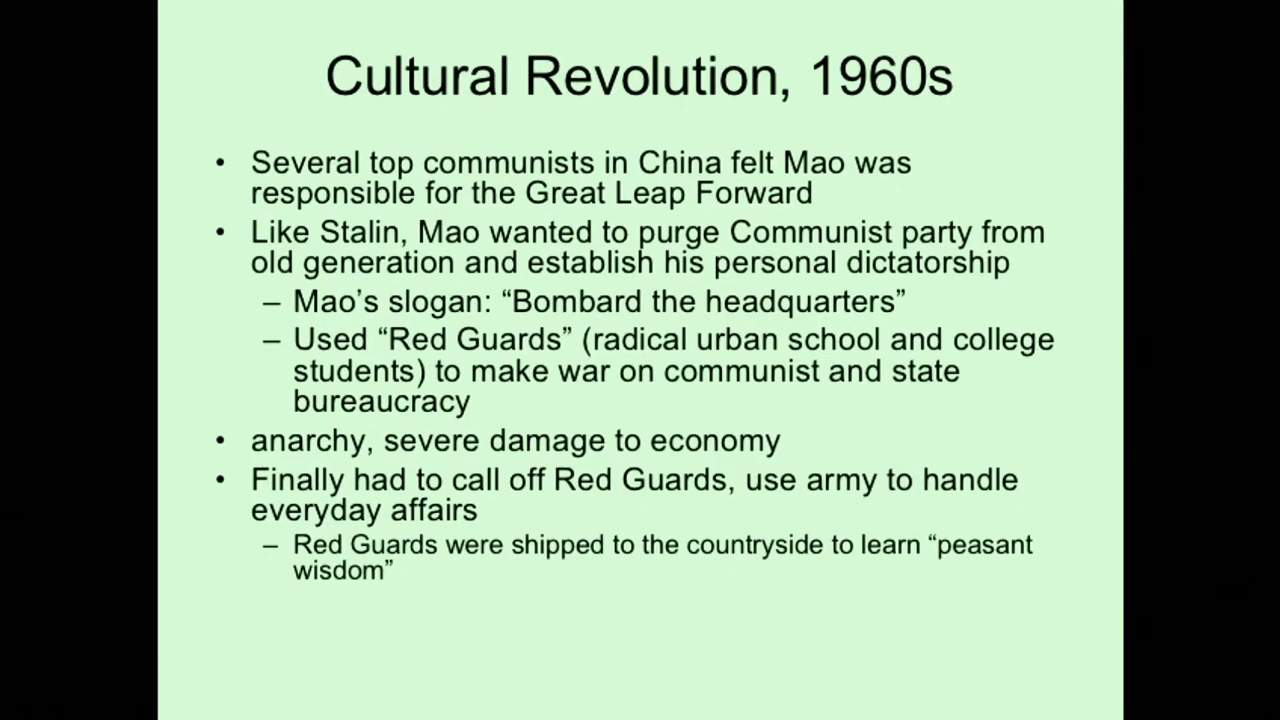 Cultural Revolution, 1960s
• Several top communists in China felt Mao was
responsible for the Great Leap Forward
• Like Stalin, Mao wanted to purge Communist party from
old generation and establish his personal dictatorship
– Mao’s slogan: “Bombard the headquarters”
– Used “Red Guards” (radical urban school and college
students) to make war on communist and state
bureaucracy
• anarchy, severe damage to economy
• Finally had to call off Red Guards, use army to handle
everyday affairs
– Red Guards were shipped to the countryside to learn “peasant
wisdom”